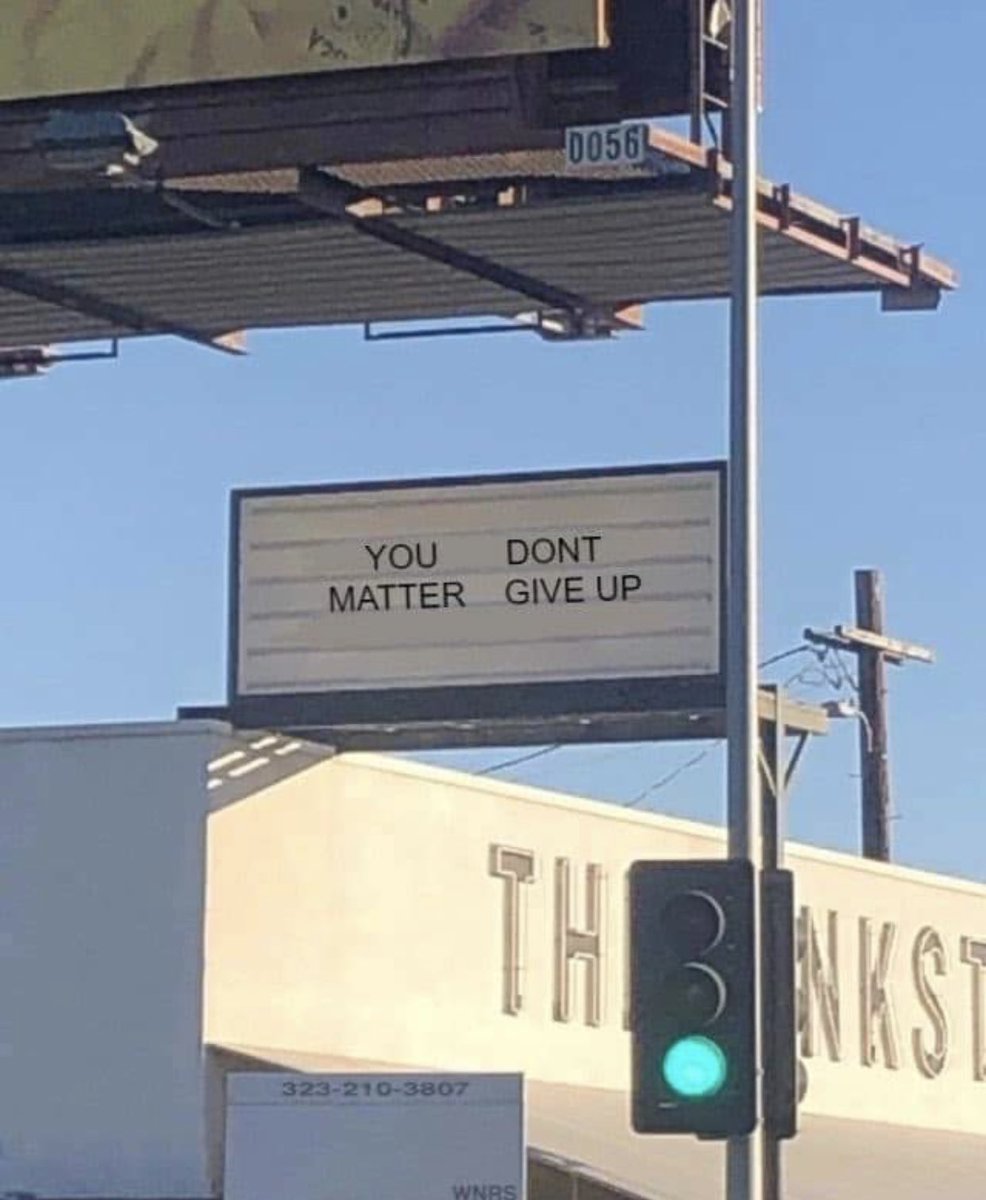 D056
YOU DONT
MATTER GIVE UP
TH
NKST
323-210-3807
WNRS